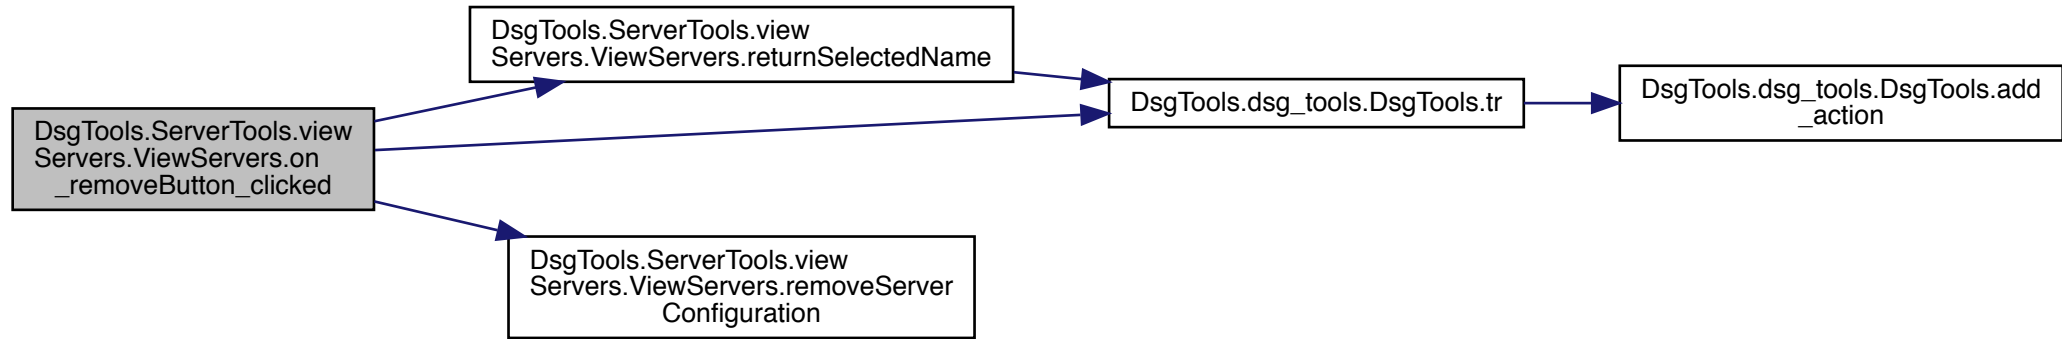 DsgTools.ServerTools.view
Servers.ViewServers.on
_removeButton_clicked
DsgTools.ServerTools.view
Servers.ViewServers.returnSelectedName
DsgTools.dsg_tools.DsgTools.tr
DsgTools.dsg_tools.DsgTools.add
_action
DsgTools.ServerTools.view
Servers.ViewServers.removeServer
Configuration